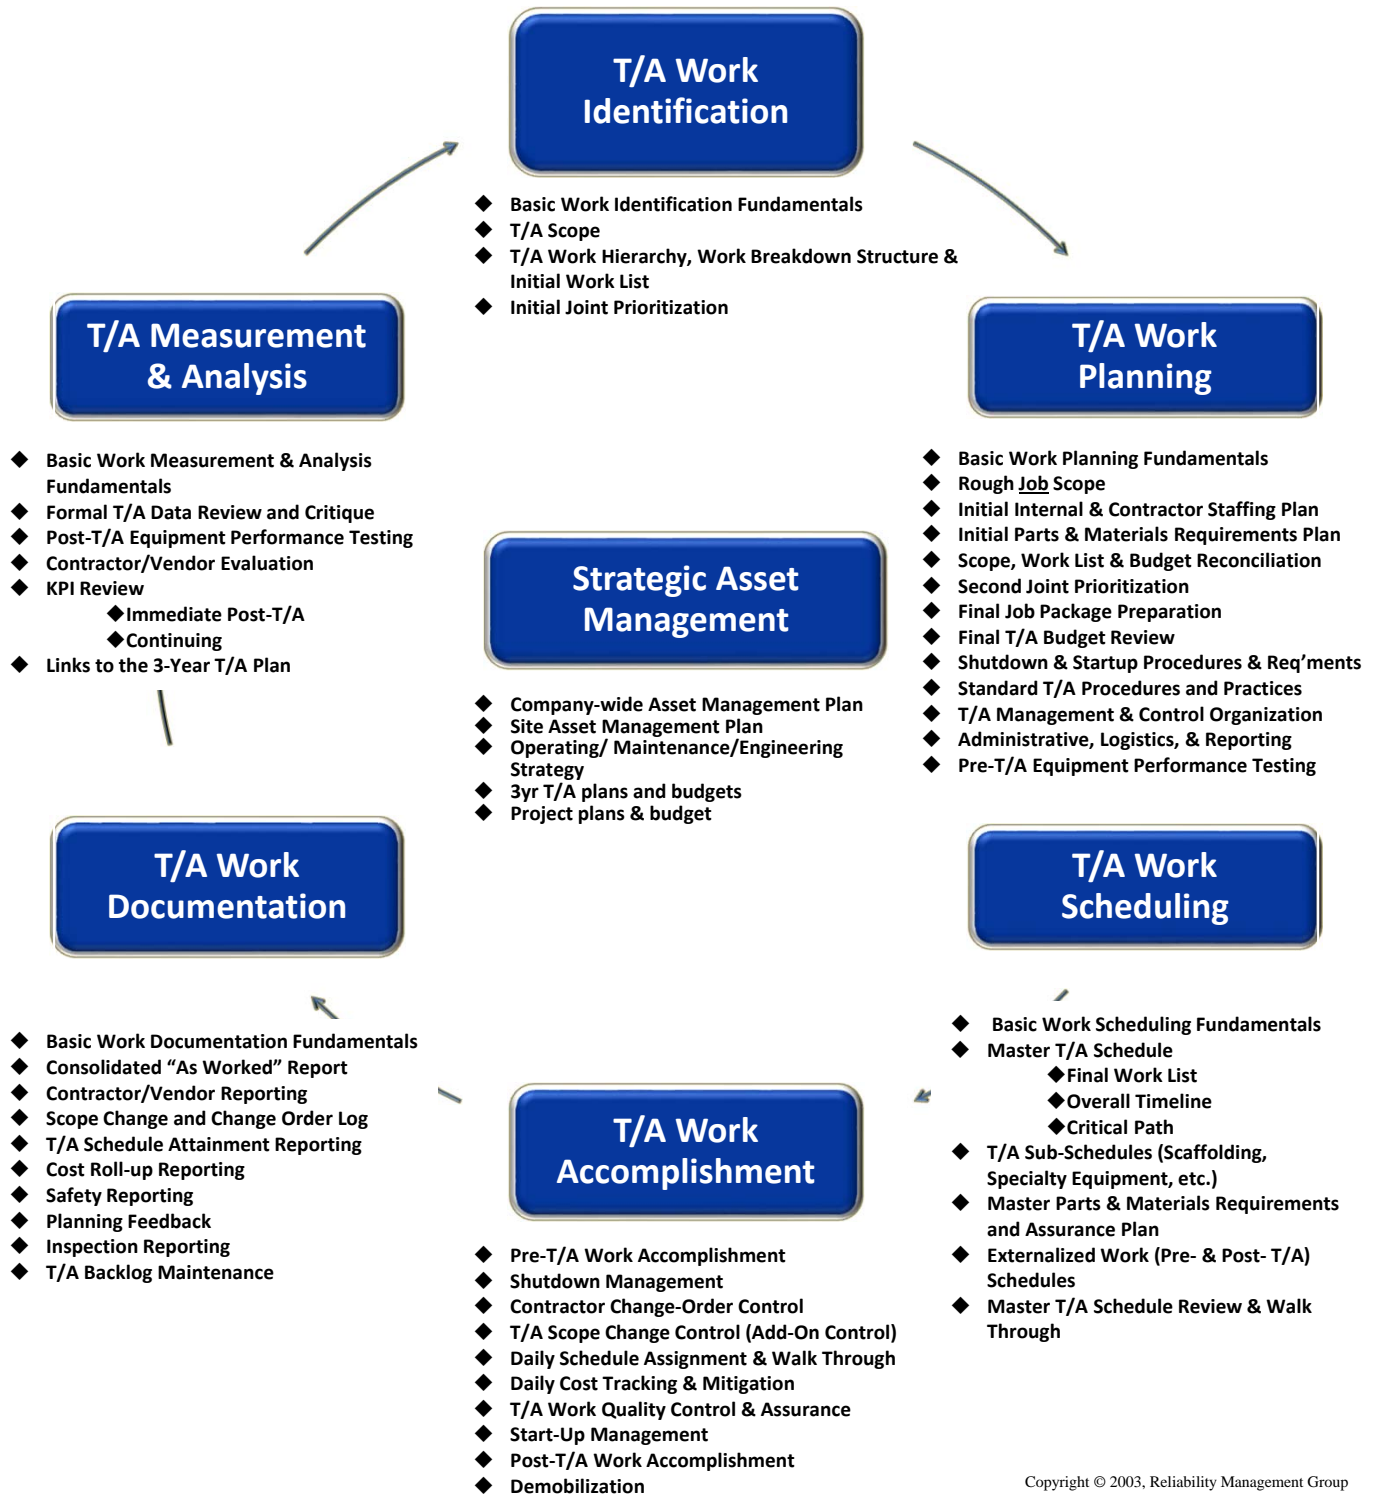 T/A Work
Identification
◆ Basic Work Identification Fundamentals
◆ T/A Scope
◆ T/A Work Hierarchy, Work Breakdown Structure &
Initial Work List
◆ Initial Joint Prioritization
T/A Measurement
& Analysis
◆ Basic Work Measurement & Analysis
Fundamentals
◆ Formal T/A Data Review and Critique
◆ Post-T/A Equipment Performance Testing
◆ Contractor/Vendor Evaluation
◆ KPI Review
◆Immediate Post-T/A
◆Continuing
◆ Links to the 3-Year T/A Plan
T/A Work
Planning
◆ Basic Work Planning Fundamentals
◆ Rough Job Scope
◆ Initial Internal & Contractor Staffing Plan
◆ Initial Parts & Materials Requirements Plan
◆ Scope, Work List & Budget Reconciliation
◆ Second Joint Prioritization
◆ Final Job Package Preparation
◆ Final T/A Budget Review
◆ Shutdown & Startup Procedures & Req’ments
◆ Standard T/A Procedures and Practices
◆ T/A Management & Control Organization
◆ Administrative, Logistics, & Reporting
◆ Pre-T/A Equipment Performance Testing
Strategic Asset
Management
◆ Company-wide Asset Management Plan
◆ Site Asset Management Plan
◆ Operating/ Maintenance/Engineering
Strategy
◆ 3yr T/A plans and budgets
◆ Project plans & budget
T/A Work
Documentation
◆ Basic Work Documentation Fundamentals
◆ Consolidated “As Worked” Report
◆ Contractor/Vendor Reporting
◆ Scope Change and Change Order Log
◆ T/A Schedule Attainment Reporting
◆ Cost Roll-up Reporting
◆ Safety Reporting
◆ Planning Feedback
◆ Inspection Reporting
◆ T/A Backlog Maintenance
T/A Work
Scheduling
◆ Basic Work Scheduling Fundamentals
◆ Master T/A Schedule
◆Final Work List
◆Overall Timeline
◆Critical Path
◆ T/A Sub-Schedules (Scaffolding,
Specialty Equipment, etc.)
◆ Master Parts & Materials Requirements
and Assurance Plan
◆ Externalized Work (Pre- & Post- T/A)
Schedules
◆ Master T/A Schedule Review & Walk
Through
T/A Work
Accomplishment
◆ Pre-T/A Work Accomplishment
◆ Shutdown Management
◆ Contractor Change-Order Control
◆ T/A Scope Change Control (Add-On Control)
◆ Daily Schedule Assignment & Walk Through
◆ Daily Cost Tracking & Mitigation
◆ T/A Work Quality Control & Assurance
◆ Start-Up Management
◆ Post-T/A Work Accomplishment
◆ Demobilization
Copyright © 2003, Reliability Management Group